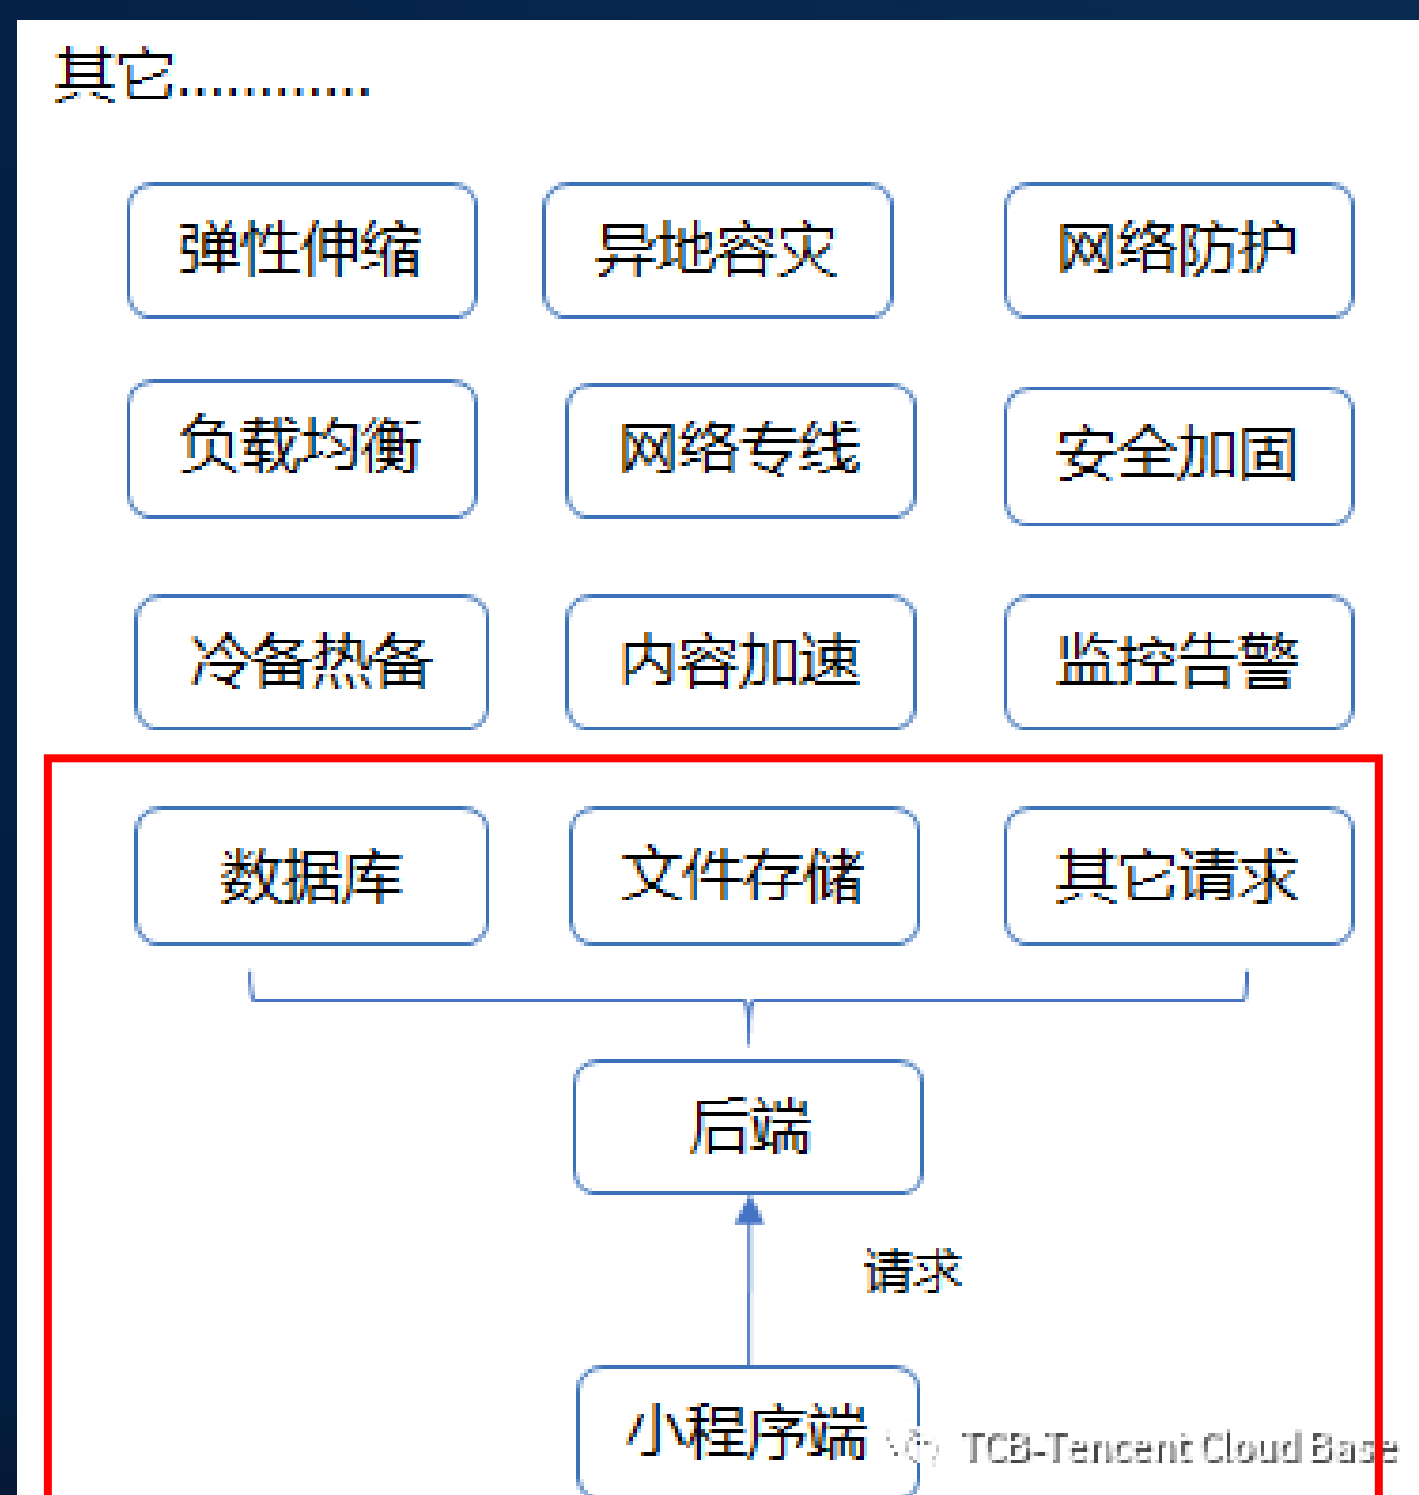 其它............
弹性伸缩 异地容灾 网络防护
负载均衡 网络专线 安全加固
冷备热备 内容加速 监控告警
数据库 文件存储 其它请求
后端
请求
小程序端
TCB-Tencent Cloud Base